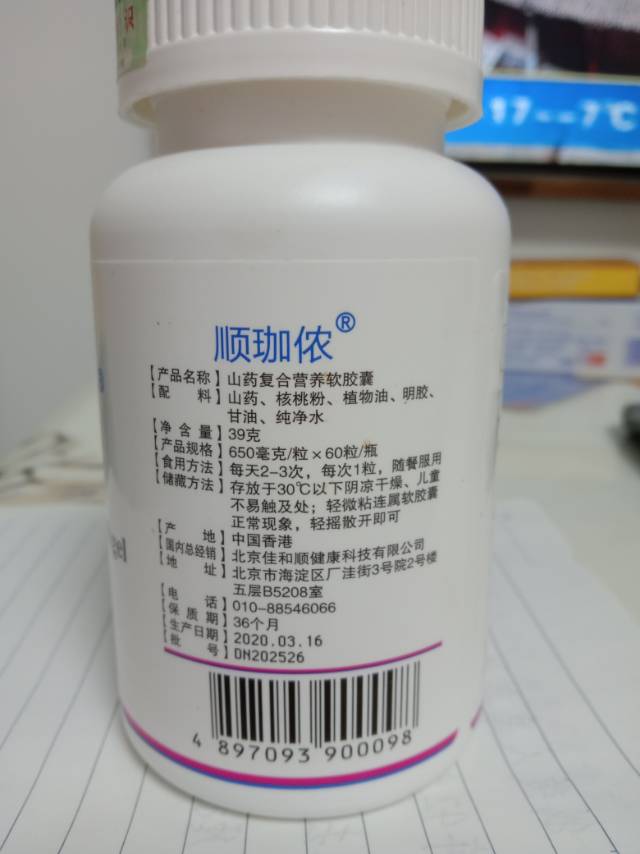 17--7℃
顺珈侬®
【产品名称】山药复合营养软胶囊
【配 料】山药、核桃粉、植物油、明胶、
甘油、纯净水
【净 含 量】39克
【产品规格】650毫克/粒×60粒/瓶
【食用方法】每天2-3次，每次1粒，随餐服用
【储藏方法】存放于30℃以下阴凉干燥、儿童
不易触及处；轻微粘连属软胶囊
正常现象，轻摇散开即可
【产 地】中国香港
【国内总经销】北京佳和顺健康科技有限公司
【地 址】北京市海淀区厂洼街3号院2号楼
五层B5208室
【电 话】010-88546066
【保 质 期】36个月
【生产日期】2020.03.16
【批 号】DN202526
4 897093 900098